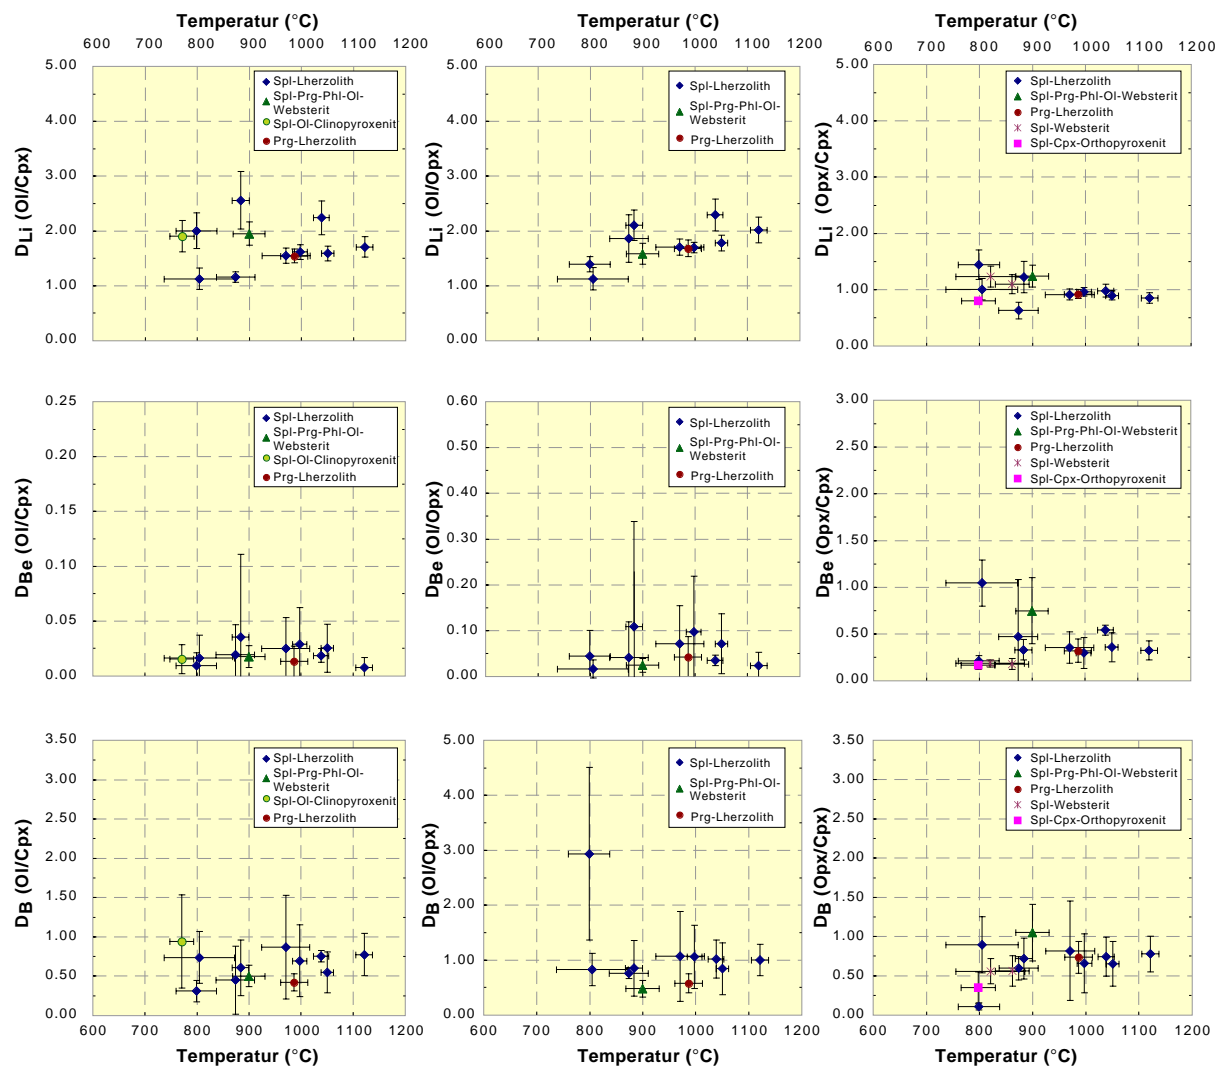 Temperatur (°C)
600 700 800 900 1000 1100 1200
D_Li (Ol/Cpx)
5.00
4.00
3.00
2.00
1.00
0.00
Spl-Lherzolith
Spl-Prg-Phl-Ol-
Websterit
Spl-Ol-Clinopyroxenit
Prg-Lherzolith
Temperatur (°C)
600 700 800 900 1000 1100 1200
D_Li (Ol/Opx)
5.00
4.00
3.00
2.00
1.00
0.00
Spl-Lherzolith
Spl-Prg-Phl-Ol-
Websterit
Prg-Lherzolith
Temperatur (°C)
600 700 800 900 1000 1100 1200
D_Li (Opx/Cpx)
5.00
4.00
3.00
2.00
1.00
0.00
Spl-Lherzolith
Spl-Prg-Phl-Ol-Websterit
Prg-Lherzolith
Spl-Websterit
Spl-Cpx-Orthopyroxenit
D_Be (Ol/Cpx)
0.25
0.20
0.15
0.10
0.05
0.00
Spl-Lherzolith
Spl-Prg-Phl-Ol-
Websterit
Spl-Ol-Clinopyroxenit
Prg-Lherzolith
D_Be (Ol/Opx)
0.60
0.50
0.40
0.30
0.20
0.10
0.00
Spl-Lherzolith
Spl-Prg-Phl-Ol-
Websterit
Prg-Lherzolith
D_Be (Opx/Cpx)
3.00
2.50
2.00
1.50
1.00
0.50
0.00
Spl-Lherzolith
Spl-Prg-Phl-Ol-Websterit
Prg-Lherzolith
Spl-Websterit
Spl-Cpx-Orthopyroxenit
D_B (Ol/Cpx)
3.50
3.00
2.50
2.00
1.50
1.00
0.50
0.00
Spl-Lherzolith
Spl-Prg-Phl-Ol-
Websterit
Spl-Ol-Clinopyroxenit
Prg-Lherzolith
600 700 800 900 1000 1100 1200
Temperatur (°C)
D_B (Ol/Opx)
5.00
4.00
3.00
2.00
1.00
0.00
Spl-Lherzolith
Spl-Prg-Phl-Ol-
Websterit
Prg-Lherzolith
600 700 800 900 1000 1100 1200
Temperatur (°C)
D_B (Opx/Cpx)
3.50
3.00
2.50
2.00
1.50
1.00
0.50
0.00
Spl-Lherzolith
Spl-Prg-Phl-Ol-Websterit
Prg-Lherzolith
Spl-Websterit
Spl-Cpx-Orthopyroxenit
600 700 800 900 1000 1100 1200
Temperatur (°C)